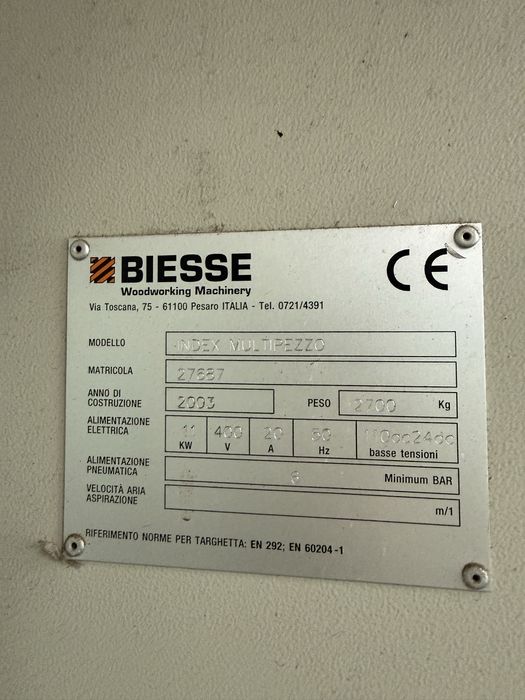 BIESSE
CE
Woodworking Machinery
Via Toscana, 75 - 61100 Pesaro ITALIA - Tel. 0721/4391
MODELLO INDEX MULTIPEZZO
MATRICOLA 27887
ANNO DI COSTRUZIONE 2003 PESO 2700 Kg
ALIMENTAZIONE ELETTRICA 11 KW 400 V 20 A 50 Hz 110ac24dc basse tensioni
ALIMENTAZIONE PNEUMATICA 6 Minimum BAR
VELOCITÀ ARIA ASPIRAZIONE m/1
RIFERIMENTO NORME PER TARGHETTA: EN 292; EN 60204-1